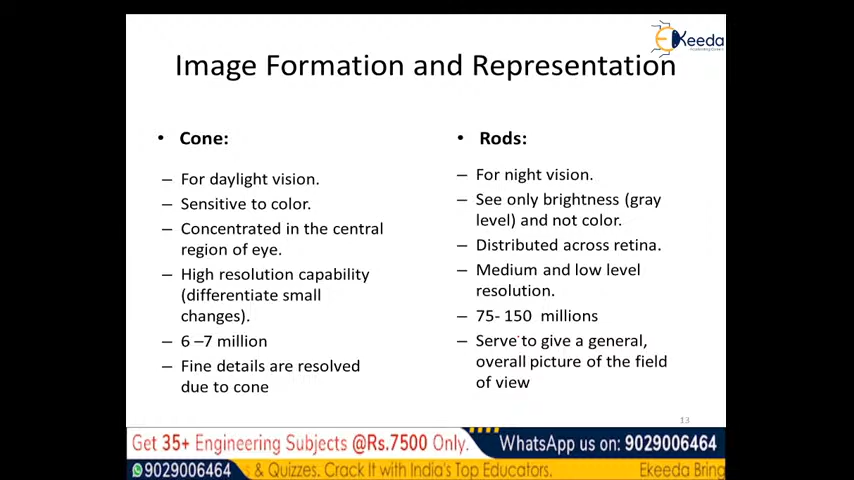 Ekeeda
Image Formation and Representation
• Cone:
– For daylight vision.
– Sensitive to color.
– Concentrated in the central
region of eye.
– High resolution capability
(differentiate small
changes).
– 6 –7 million
– Fine details are resolved
due to cone
• Rods:
– For night vision.
– See only brightness (gray
level) and not color.
– Distributed across retina.
– Medium and low level
resolution.
– 75- 150 millions
– Serve to give a general,
overall picture of the field
of view
13
Get 35+ Engineering Subjects @Rs.7500 Only.
WhatsApp us on: 9029006464
9029006464
s & Quizzes. Crack It with India's Top Educators.
Ekeeda Bring